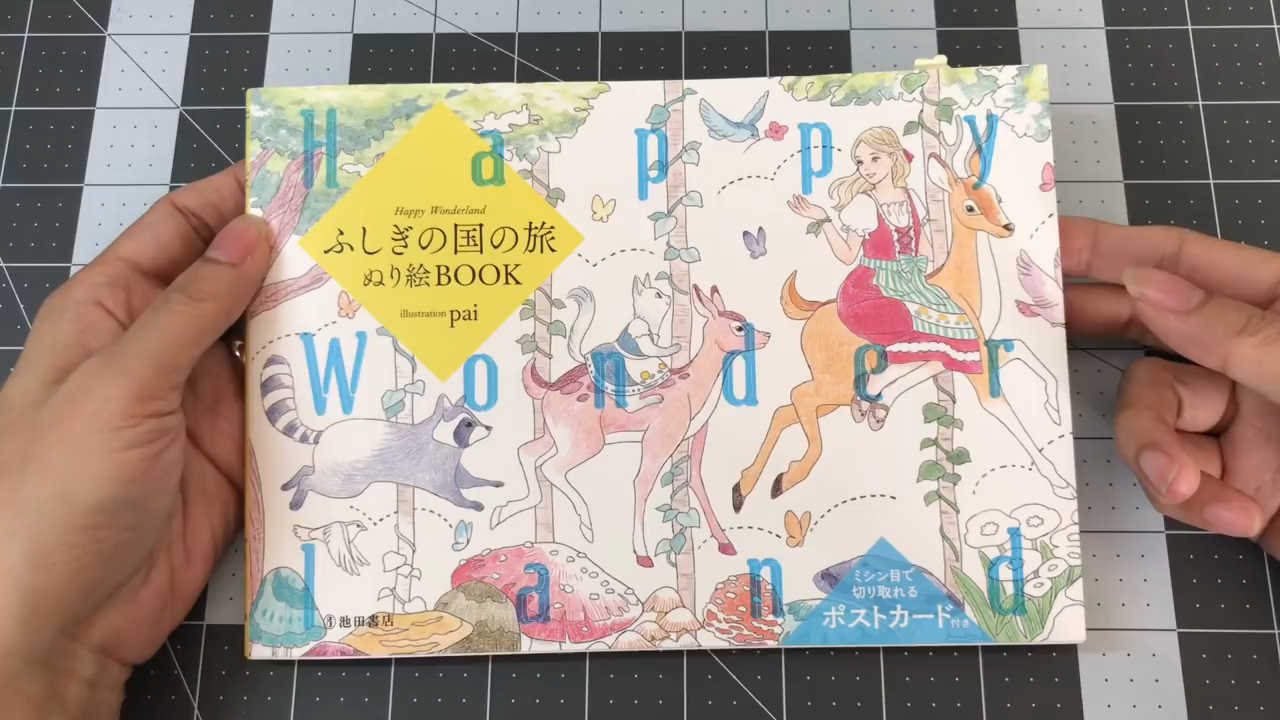 Happy
Happy Wonderland
ふしぎの国の旅
ぬり絵BOOK
illustration pai
Wonder
land
ミシン目で
切り取れる
ポストカード付き
池田書店